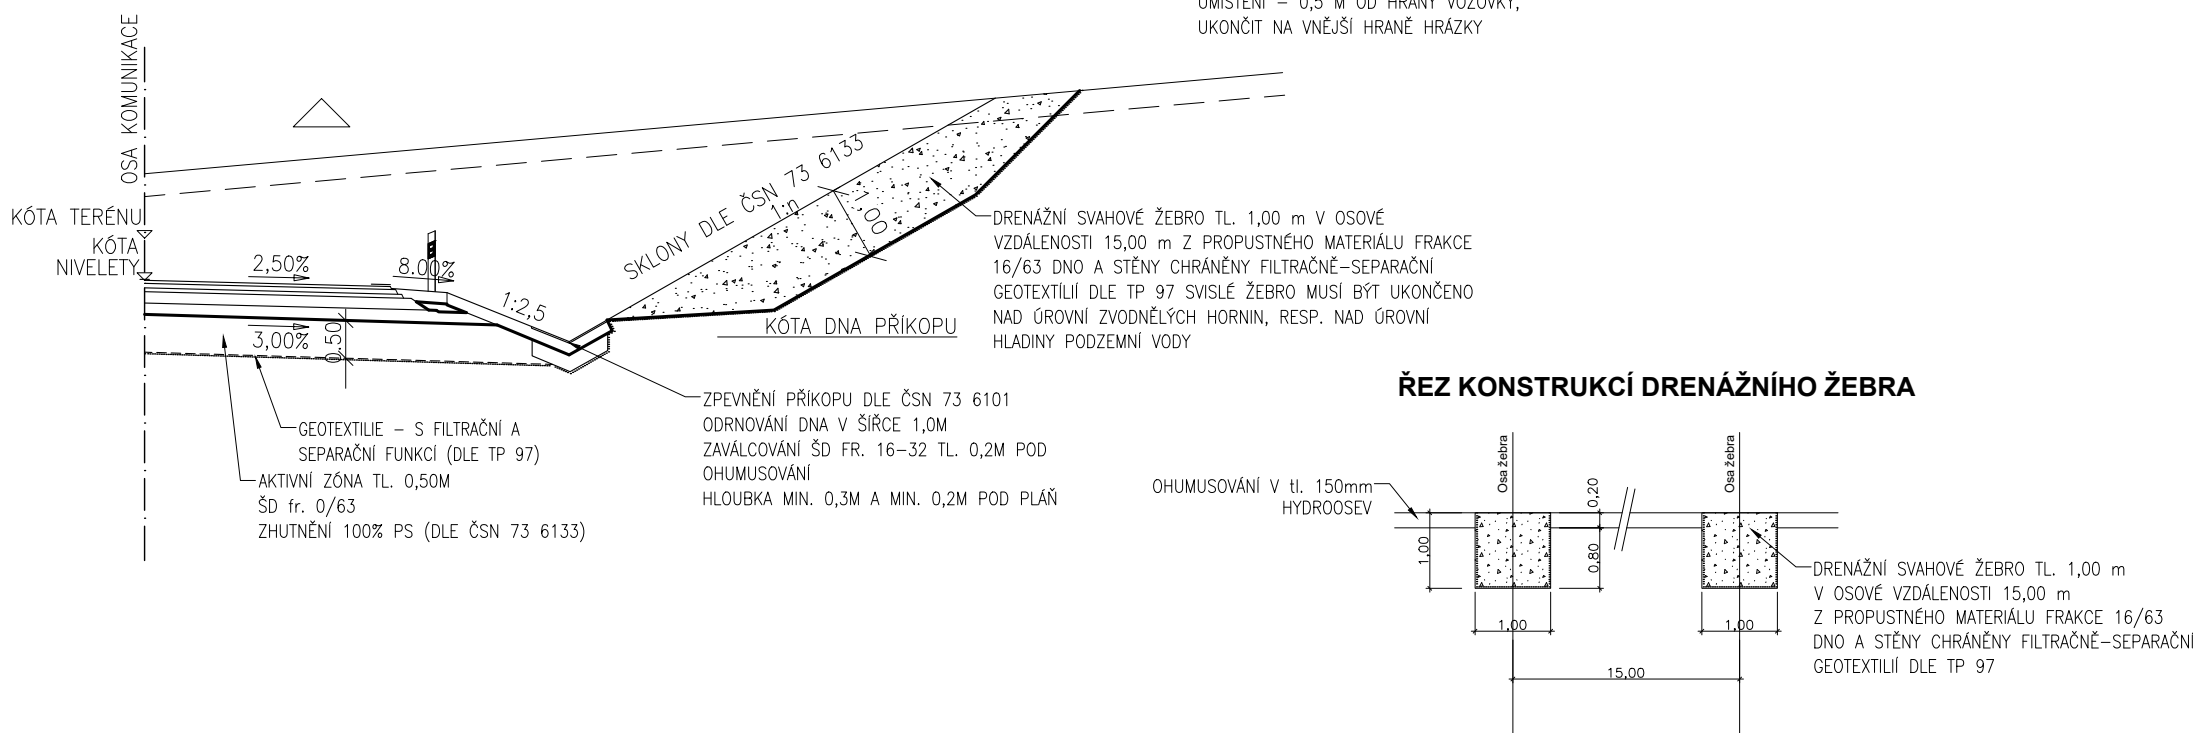 UMÍSTĚNÍ – 0,5 M OD HRANY VOZOVKY,
UKONČIT NA VNĚJŠÍ HRANĚ HRÁZKY
OSA KOMUNIKACE
KÓTA TERÉNU
KÓTA
NIVELETY
2,50%
8.00%
3,00%
0.50
1:2,5
SKLONY DLE ČSN 73 6133
1:n
1,00
KÓTA DNA PŘÍKOPU
DRENÁŽNÍ SVAHOVÉ ŽEBRO TL. 1,00 m V OSOVÉ
VZDÁLENOSTI 15,00 m Z PROPUSTNÉHO MATERIÁLU FRAKCE
16/63 DNO A STĚNY CHRÁNĚNY FILTRAČNĚ–SEPARAČNÍ
GEOTEXTÍLIÍ DLE TP 97 SVISLÉ ŽEBRO MUSÍ BÝT UKONČENO
NAD ÚROVNÍ ZVODNĚLÝCH HORNIN, RESP. NAD ÚROVNÍ
HLADINY PODZEMNÍ VODY
GEOTEXTILIE – S FILTRAČNÍ A
SEPARAČNÍ FUNKCÍ (DLE TP 97)
AKTIVNÍ ZÓNA TL. 0,50M
ŠD fr. 0/63
ZHUTNĚNÍ 100% PS (DLE ČSN 73 6133)
ZPEVNĚNÍ PŘÍKOPU DLE ČSN 73 6101
ODRNOVÁNÍ DNA V ŠÍŘCE 1,0M
ZAVÁLCOVÁNÍ ŠD FR. 16–32 TL. 0,2M POD
OHUMUSOVÁNÍ
HLOUBKA MIN. 0,3M A MIN. 0,2M POD PLÁŇ
ŘEZ KONSTRUKCÍ DRENÁŽNÍHO ŽEBRA
Osa žebra
Osa žebra
OHUMUSOVÁNÍ V tl. 150mm
HYDROOSEV
1,00
0,20
0,80
1,00
1,00
15,00
DRENÁŽNÍ SVAHOVÉ ŽEBRO TL. 1,00 m
V OSOVÉ VZDÁLENOSTI 15,00 m
Z PROPUSTNÉHO MATERIÁLU FRAKCE 16/63
DNO A STĚNY CHRÁNĚNY FILTRAČNĚ–SEPARAČNÍ
GEOTEXTILIÍ DLE TP 97